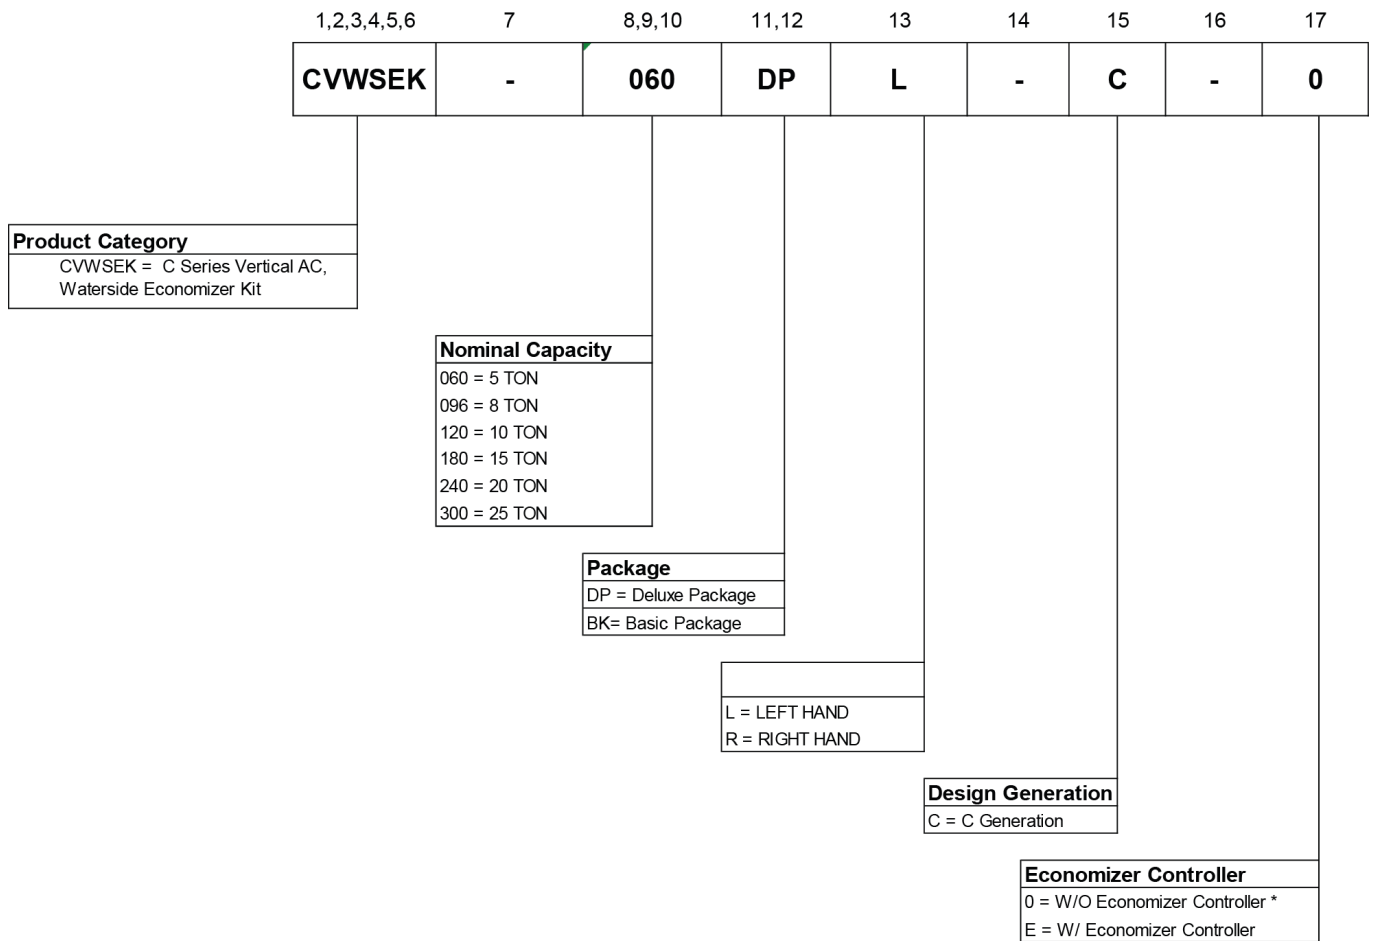 1,2,3,4,5,6 7 8,9,10 11,12 13 14 15 16 17
CVWSEK - 060 DP L - C - 0
Product Category
CVWSEK = C Series Vertical AC,
Waterside Economizer Kit
Nominal Capacity
060 = 5 TON
096 = 8 TON
120 = 10 TON
180 = 15 TON
240 = 20 TON
300 = 25 TON
Package
DP = Deluxe Package
BK= Basic Package
L = LEFT HAND
R = RIGHT HAND
Design Generation
C = C Generation
Economizer Controller
0 = W/O Economizer Controller *
E = W/ Economizer Controller